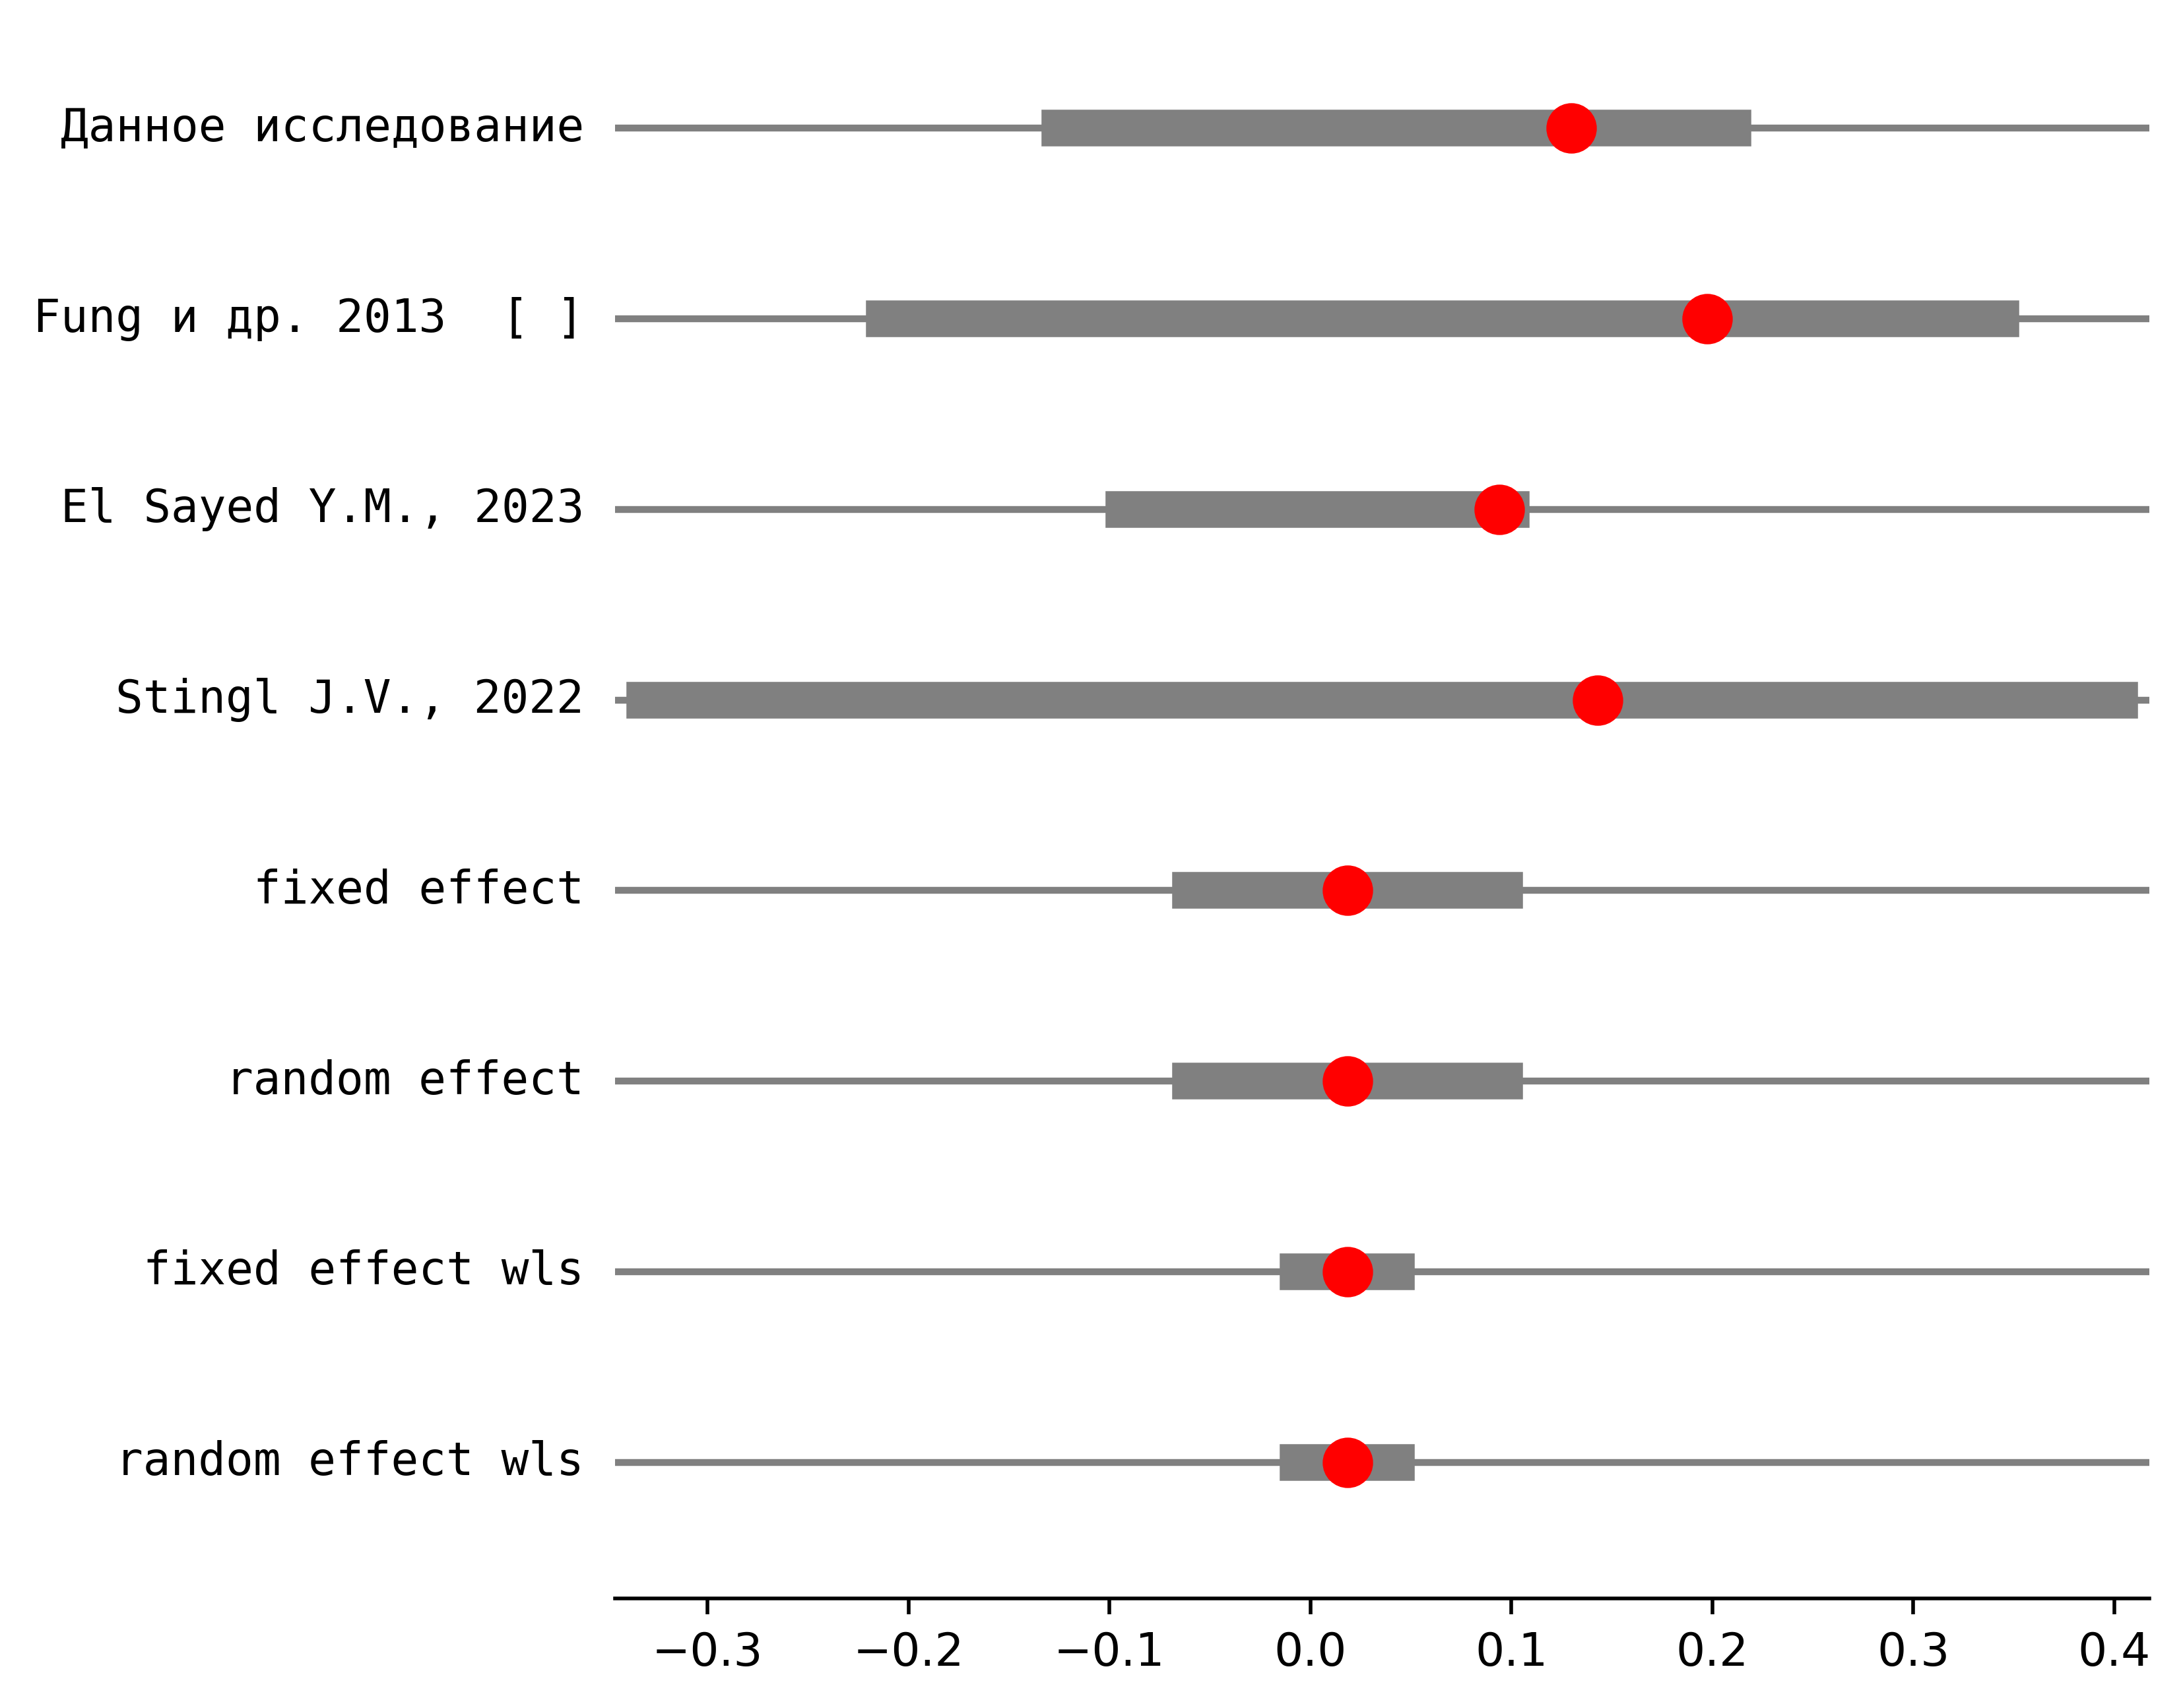 Данное исследование
Fung и др. 2013  [ ]
El Sayed Y.M., 2023
Stingl J.V., 2022
fixed effect
random effect
fixed effect wls
random effect wls
−0.3 −0.2 −0.1 0.0 0.1 0.2 0.3 0.4